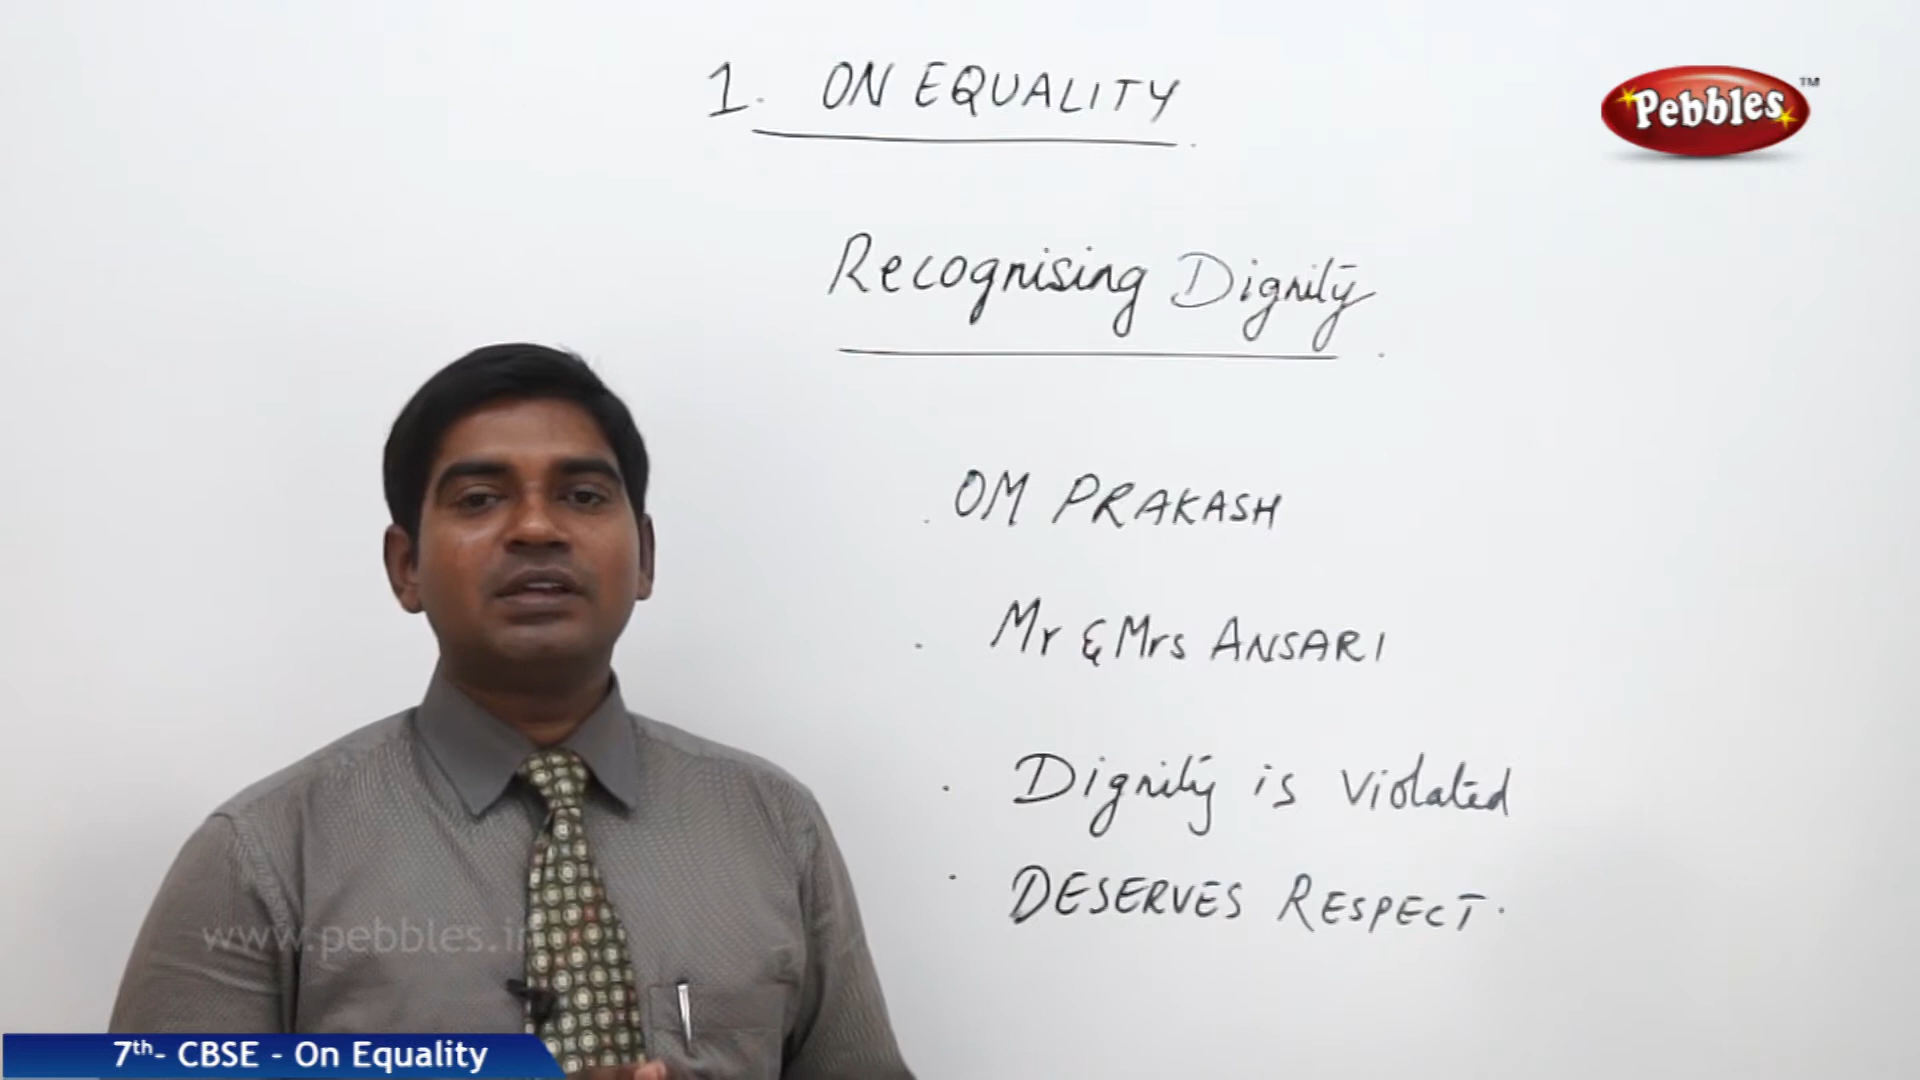 1. ON EQUALITY
Pebbles TM
Recognising Dignity
. OM PRAKASH
. Mr & Mrs ANSARI
. Dignity is violated
. DESERVES RESPECT.
www.pebbles.in
7th- CBSE - On Equality